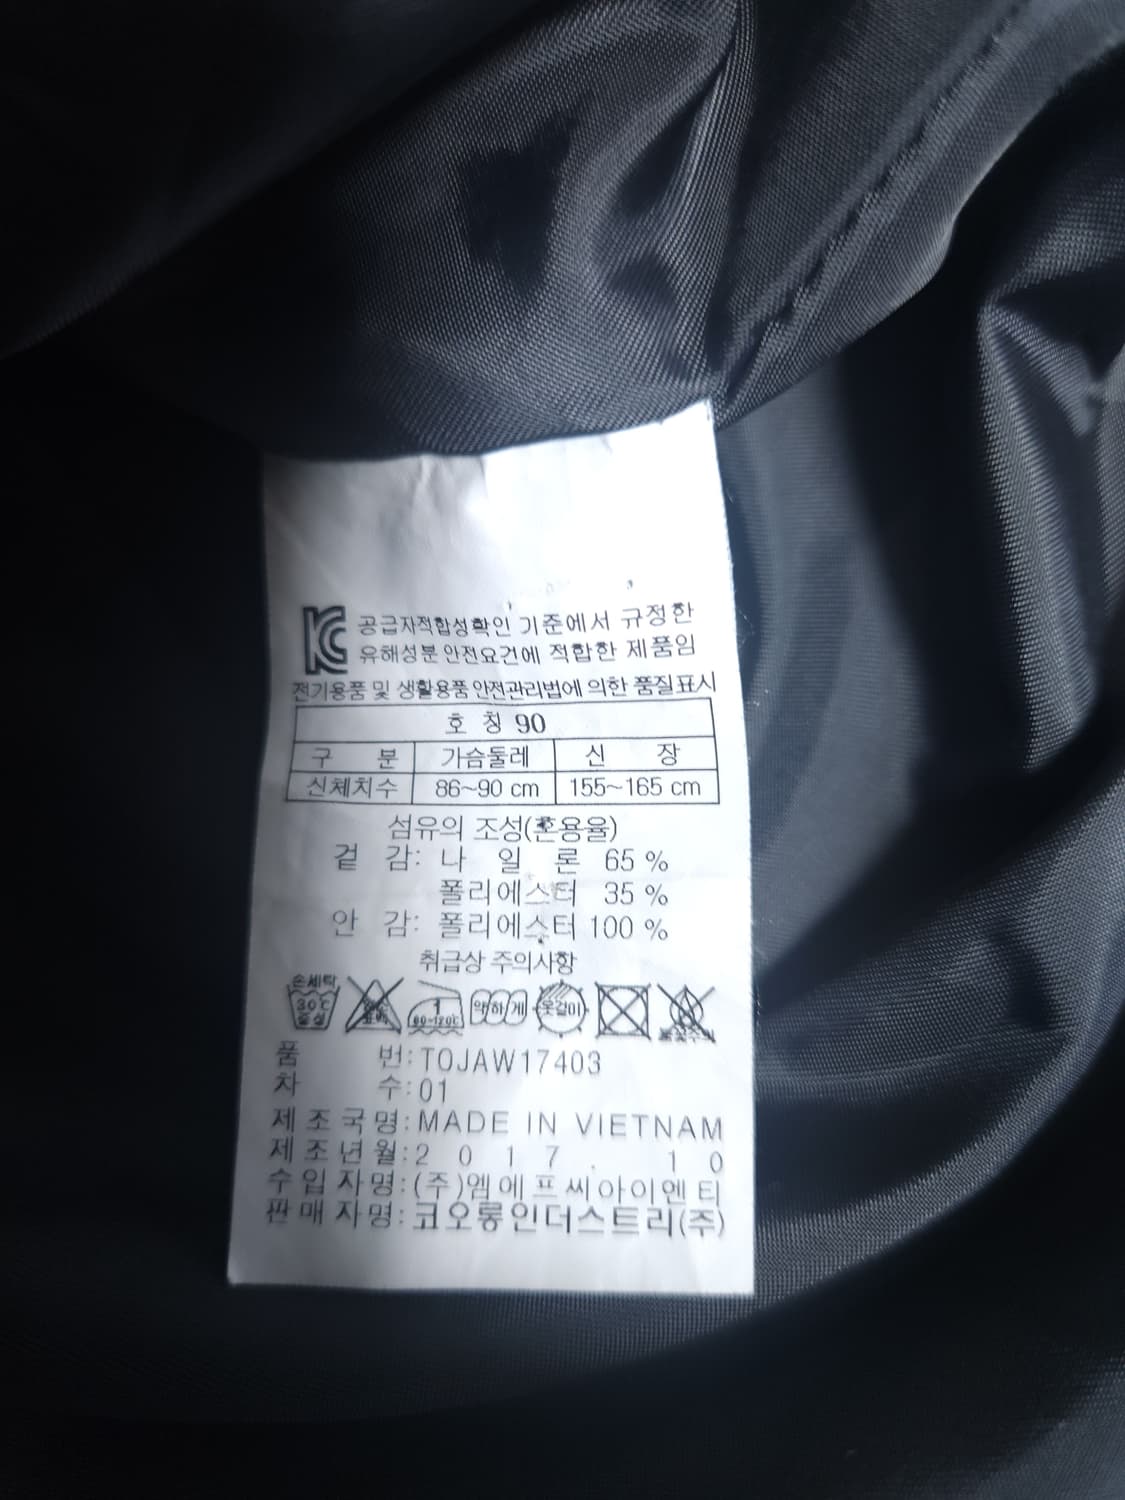 KC 공급자적합성확인 기준에서 규정한
유해성분 안전요건에 적합한 제품임
전기용품 및 생활용품 안전관리법에 의한 품질표시
호 칭 90
구 분 가슴둘레 신 장
신체치수 86~90 cm 155~165 cm
섬유의 조성(혼용율)
겉 감: 나 일 론 65 %
폴리에스터 35 %
안 감: 폴리에스터 100 %
취급상 주의사항
손세탁
30℃ 중성 1 80~120℃ 약하게 옷걸이
품 번: TOJAW17403
차 수: 01
제조국명: MADE IN VIETNAM
제조년월: 2017. 10
수입자명: (주)엠에프씨아이엔티
판매자명: 코오롱인더스트리(주)